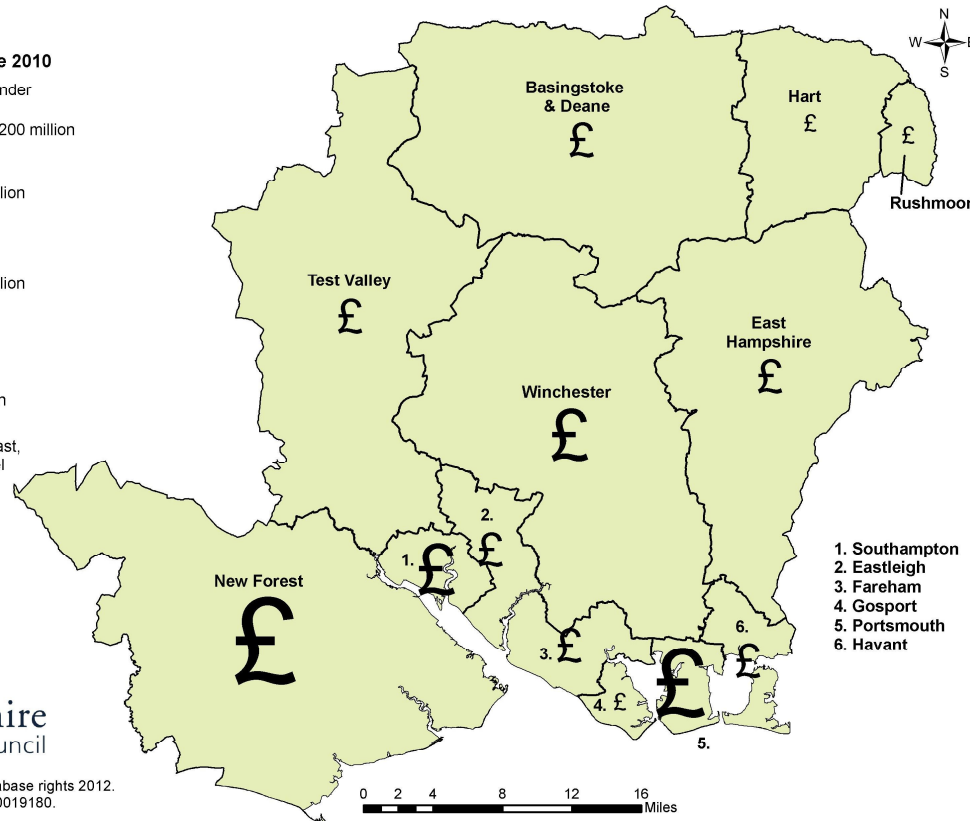 e 2010
nder
200 million
lion
lion
n
ast,
el
ire
uncil
abase rights 2012.
0019180.
N
W
E
S
Basingstoke
& Deane
£
Hart
£
£
Rushmoor
Test Valley
£
East
Hampshire
£
Winchester
£
2.
£
1. £
New Forest
£
3. £
4. £
£
5.
6.
£
1. Southampton
2. Eastleigh
3. Fareham
4. Gosport
5. Portsmouth
6. Havant
0 2 4 8 12 16
Miles